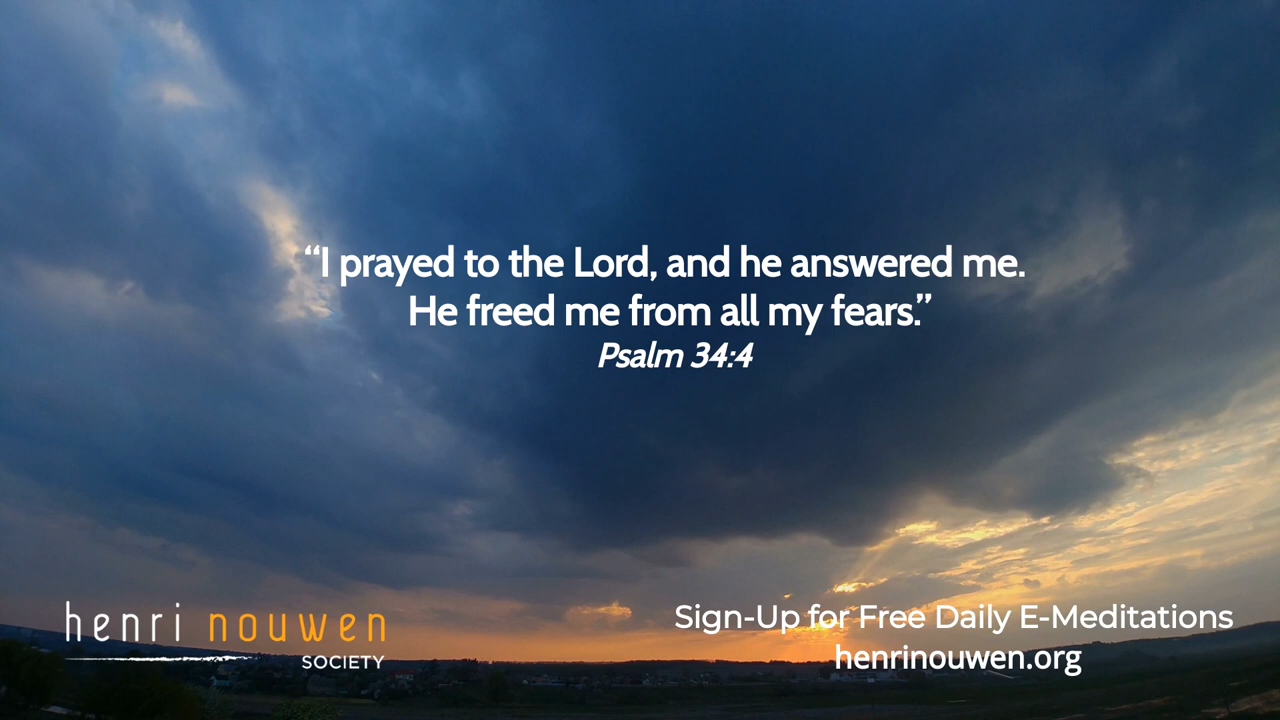 “I prayed to the Lord, and he answered me.
He freed me from all my fears.”
Psalm 34:4
henri nouwen
SOCIETY
Sign-Up for Free Daily E-Meditations
henrinouwen.org